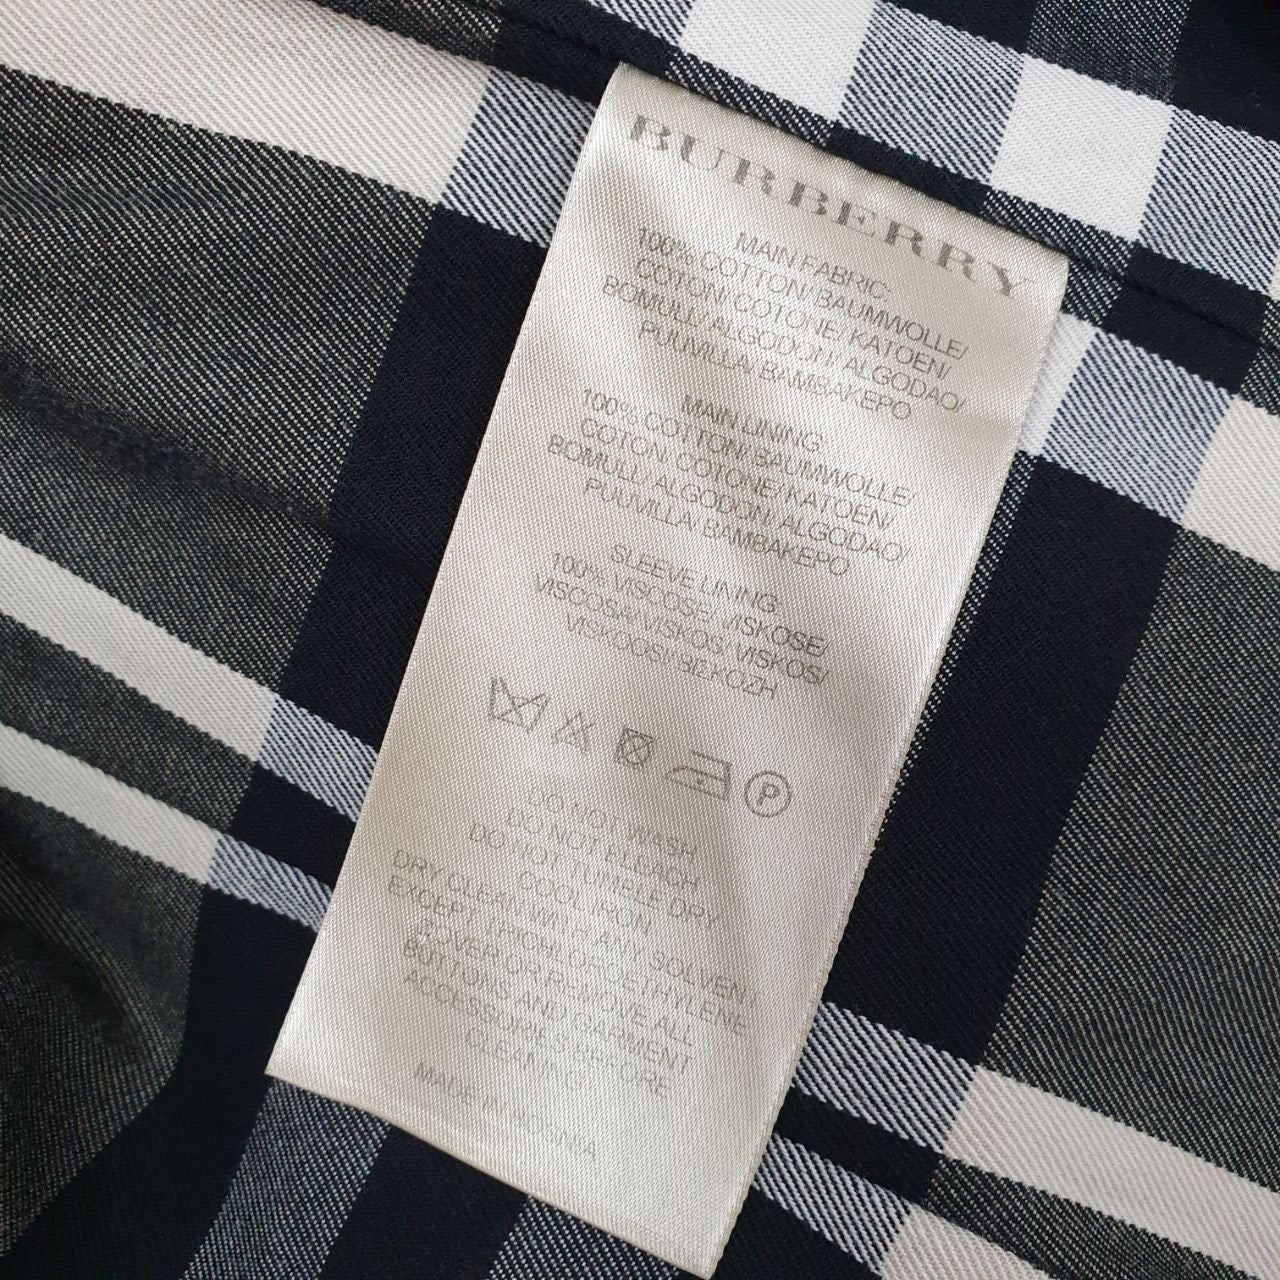 BURBERRY
MAIN FABRIC:
100% COTTON/ BAUMWOLLE/
COTON/ COTONE/ KATOEN/
BOMULL/ ALGODON/ ALGODAO/
PUUVILLA/ BAMBAKEPO
MAIN LINING:
100% COTTON/ BAUMWOLLE/
COTON/ COTONE/ KATOEN/
BOMULL/ ALGODON/ ALGODAO/
PUUVILLA/ BAMBAKEPO
SLEEVE LINING:
100% VISCOSE/ VISKOSE/
VISCOSA/ VISKOS/ VISKOS/
VISKOOSI/ ΒΙΣΚΟΖΗ
P
DO NOT WASH
DO NOT BLEACH
DO NOT TUMBLE DRY
COOL IRON
DRY CLEAN WITH ANY SOLVENT
EXCEPT TRICHLOROETHYLENE
COVER OR REMOVE ALL
BUTTONS AND GARMENT
ACCESSORIES BEFORE
CLEANING
MADE IN BOSNIA